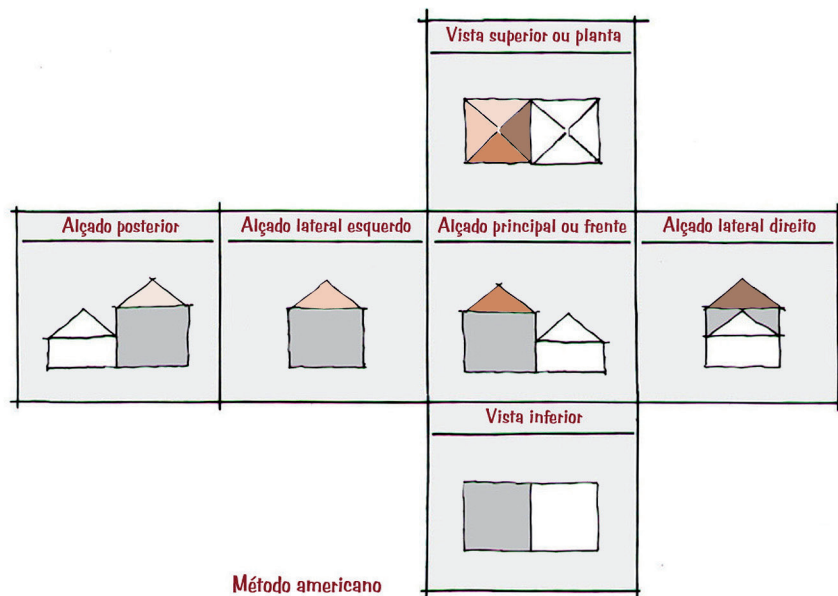 Vista superior ou planta
Alçado posterior
Alçado lateral esquerdo
Alçado principal ou frente
Alçado lateral direito
Vista inferior
Método americano